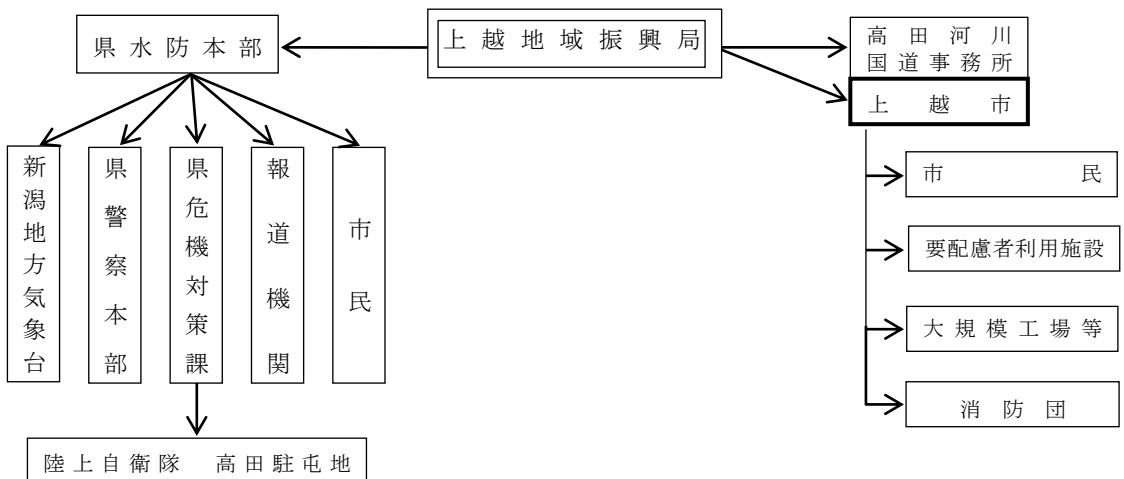 県水防本部
上越地域振興局
高田河川
国道事務所
上越市
新潟地方気象台
県警察本部
県危機対策課
報道機関
市民
市民
要配慮者利用施設
大規模工場等
消防団
陸上自衛隊　高田駐屯地